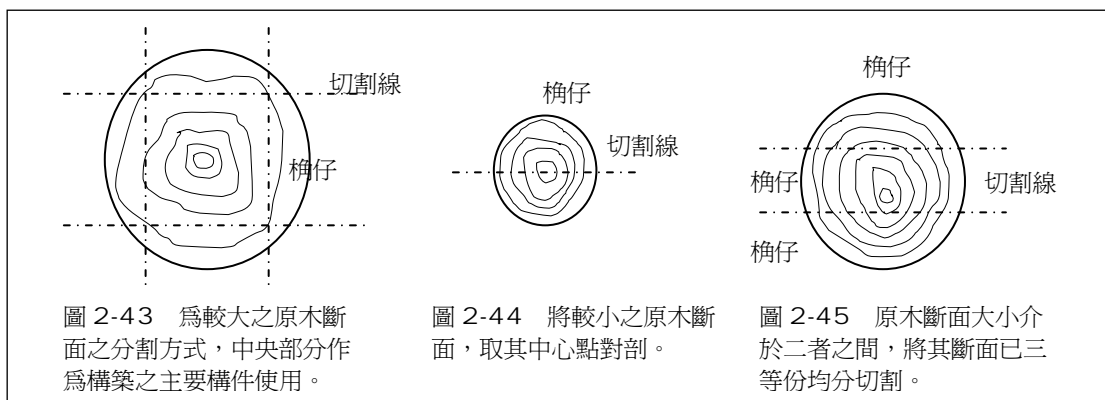 切割線
桷仔
圖 2-43 為較大之原木斷
面之分割方式，中央部分作
為構築之主要構件使用。
桷仔
切割線
圖 2-44 將較小之原木斷
面，取其中心點對剖。
桷仔
桷仔
切割線
桷仔
圖 2-45 原木斷面大小介
於二者之間，將其斷面已三
等份均分切割。